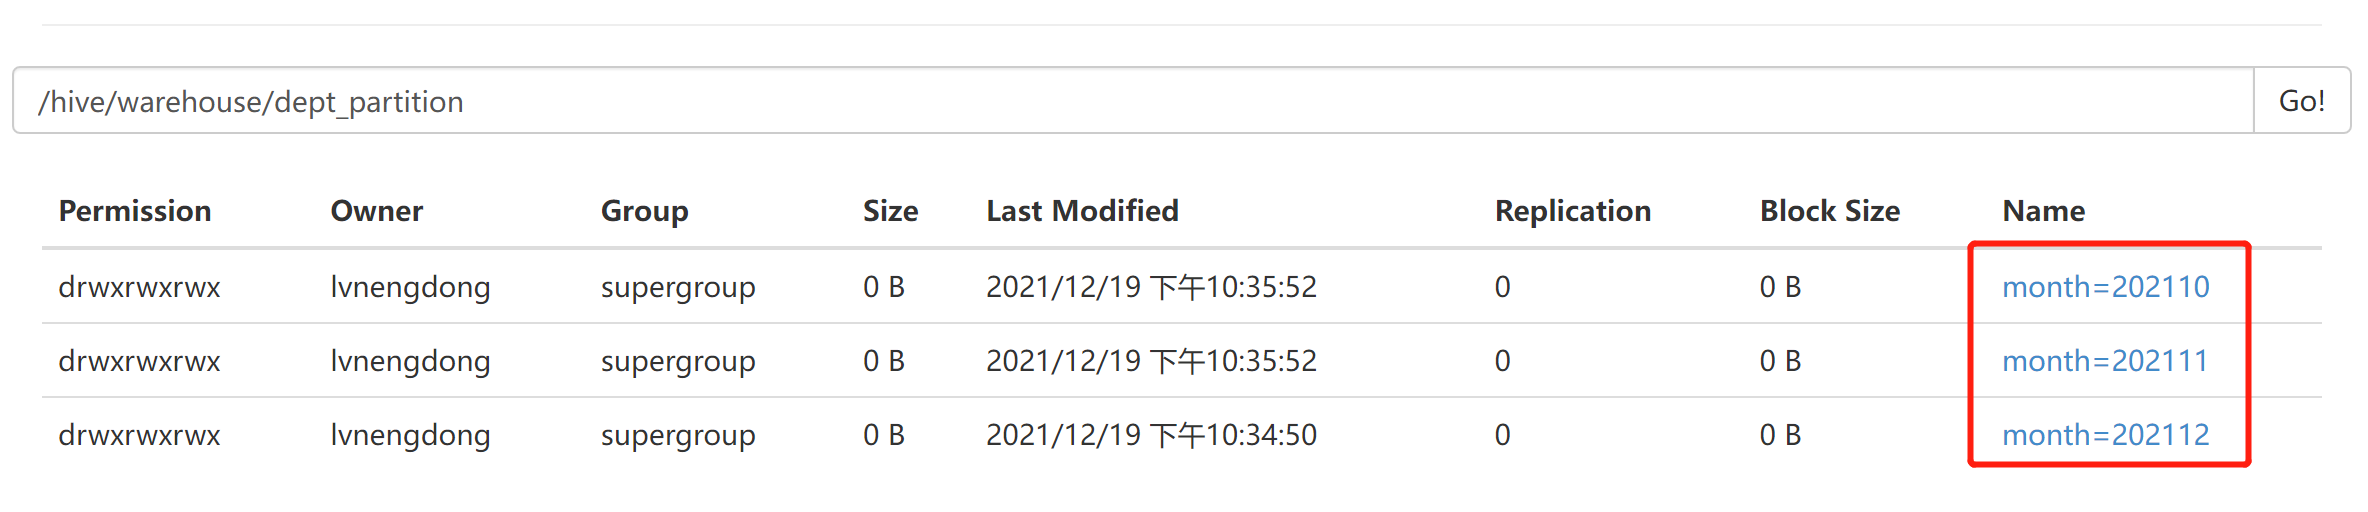 /hive/warehouse/dept_partition Go!
Permission Owner Group Size Last Modified Replication Block Size Name
drwxrwxrwx lvnengdong supergroup 0 B 2021/12/19 下午10:35:52 0 0 B month=202110
drwxrwxrwx lvnengdong supergroup 0 B 2021/12/19 下午10:35:52 0 0 B month=202111
drwxrwxrwx lvnengdong supergroup 0 B 2021/12/19 下午10:34:50 0 0 B month=202112